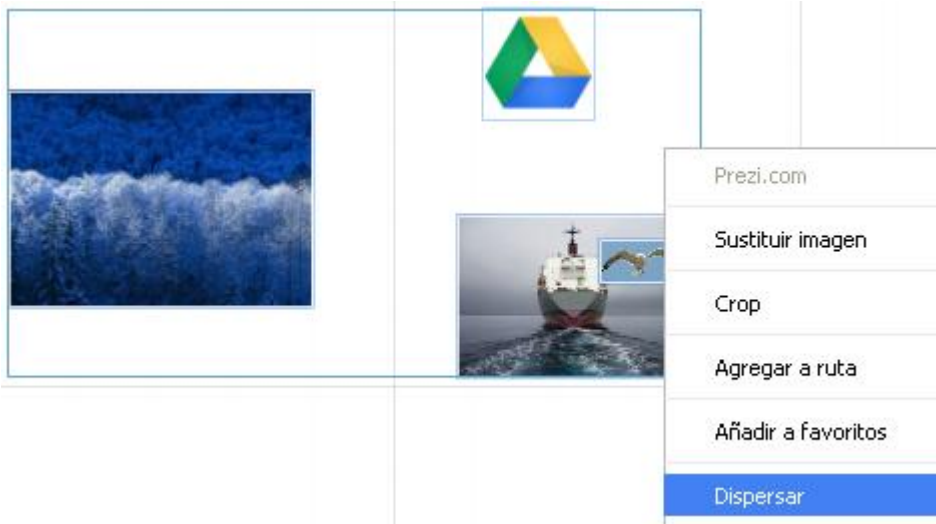 Prezi.com
Sustituir imagen
Crop
Agregar a ruta
Añadir a favoritos
Dispersar